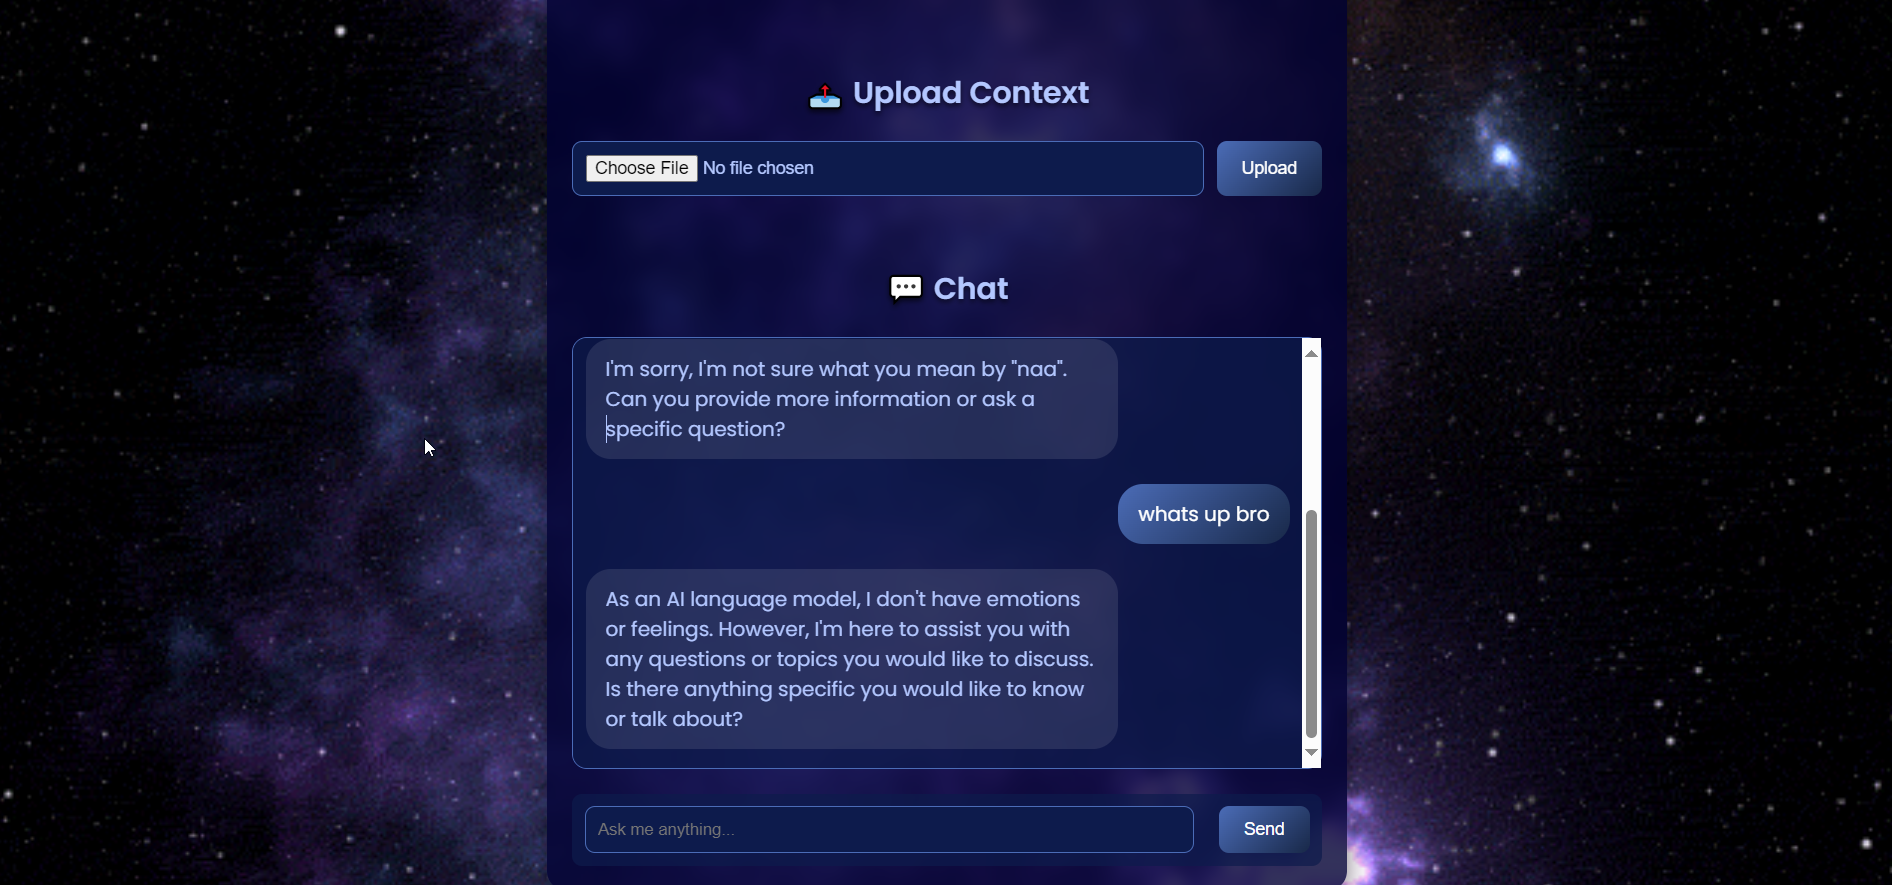 Upload Context
Choose File No file chosen
Upload
Chat
I'm sorry, I'm not sure what you mean by "naa".
Can you provide more information or ask a
specific question?
whats up bro
As an AI language model, I don't have emotions
or feelings. However, I'm here to assist you with
any questions or topics you would like to discuss.
Is there anything specific you would like to know
or talk about?
Ask me anything...
Send